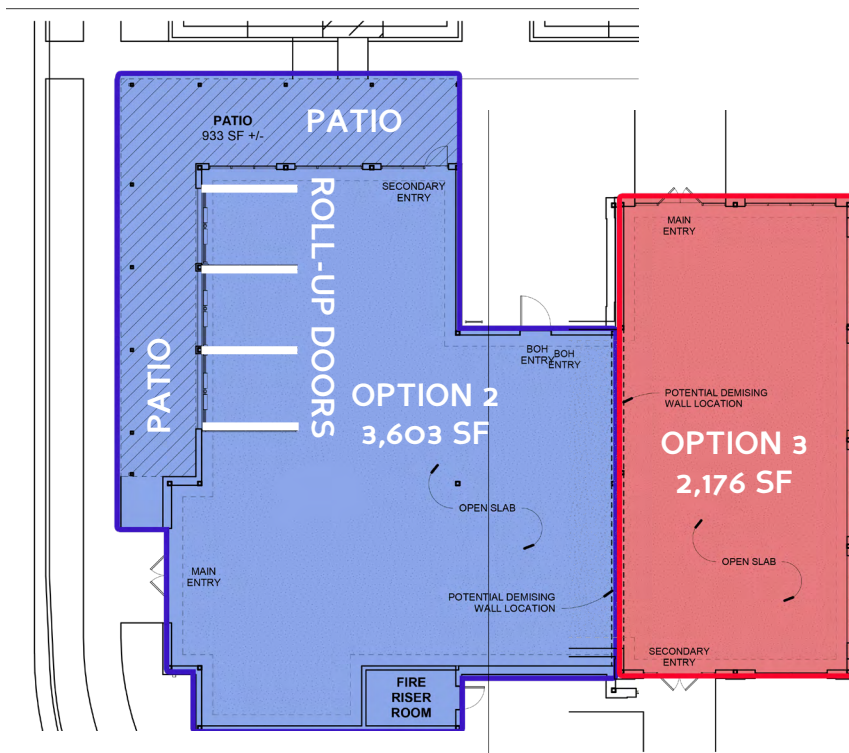 PATIO
933 SF +/-
PATIO
SECONDARY
ENTRY
ROLL-UP DOORS
PATIO
MAIN
ENTRY
BOH
ENTRY
BOH
ENTRY
OPTION 2
3,603 SF
POTENTIAL DEMISING
WALL LOCATION
OPTION 3
2,176 SF
OPEN SLAB
OPEN SLAB
MAIN
ENTRY
POTENTIAL DEMISING
WALL LOCATION
SECONDARY
ENTRY
FIRE
RISER
ROOM